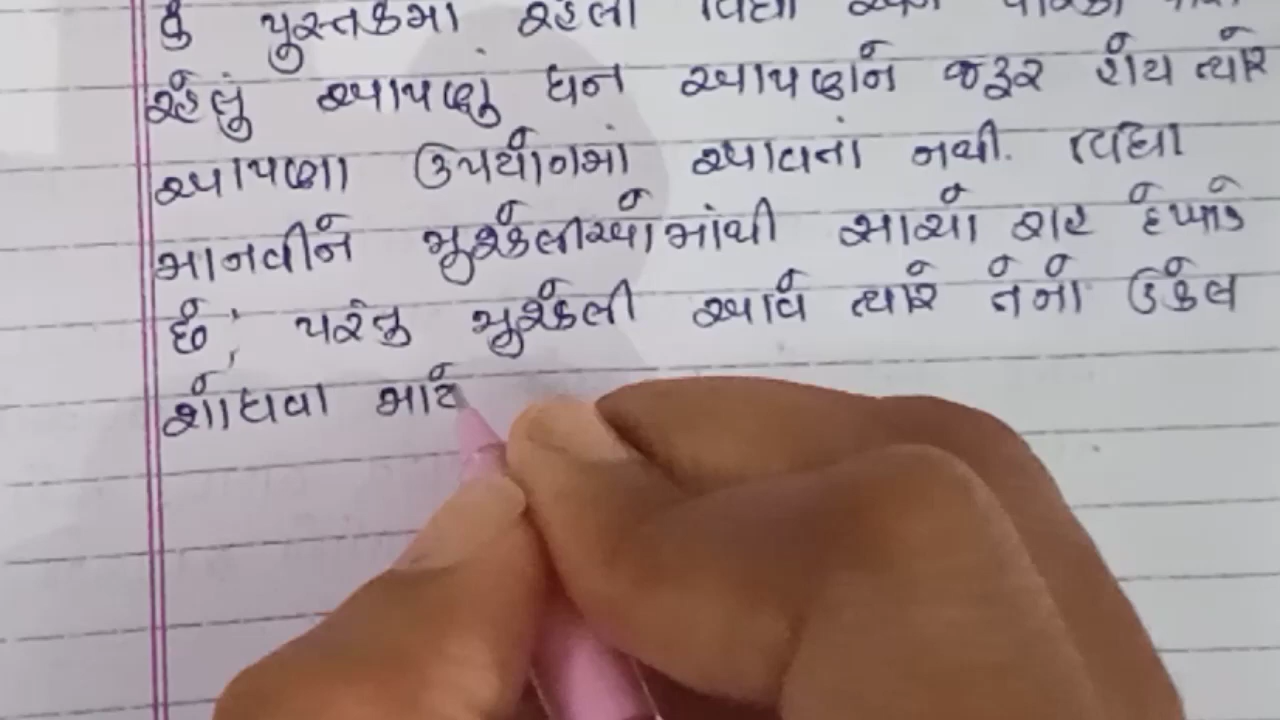 કે પુસ્તકમાં રહેલી વિદ્યા અને પારકા
રહેલું આપણું ધન આપણને જરૂર હોય ત્યારે
આપણા ઉપયોગમાં આવતાં નથી. વિદ્યા
માનવીને મુશ્કેલીઓમાંથી સાચો રાહ દેખાડે
છે; પરંતુ મુશ્કેલી આવે ત્યારે તેનો ઉકેલ
શોધવા માટે